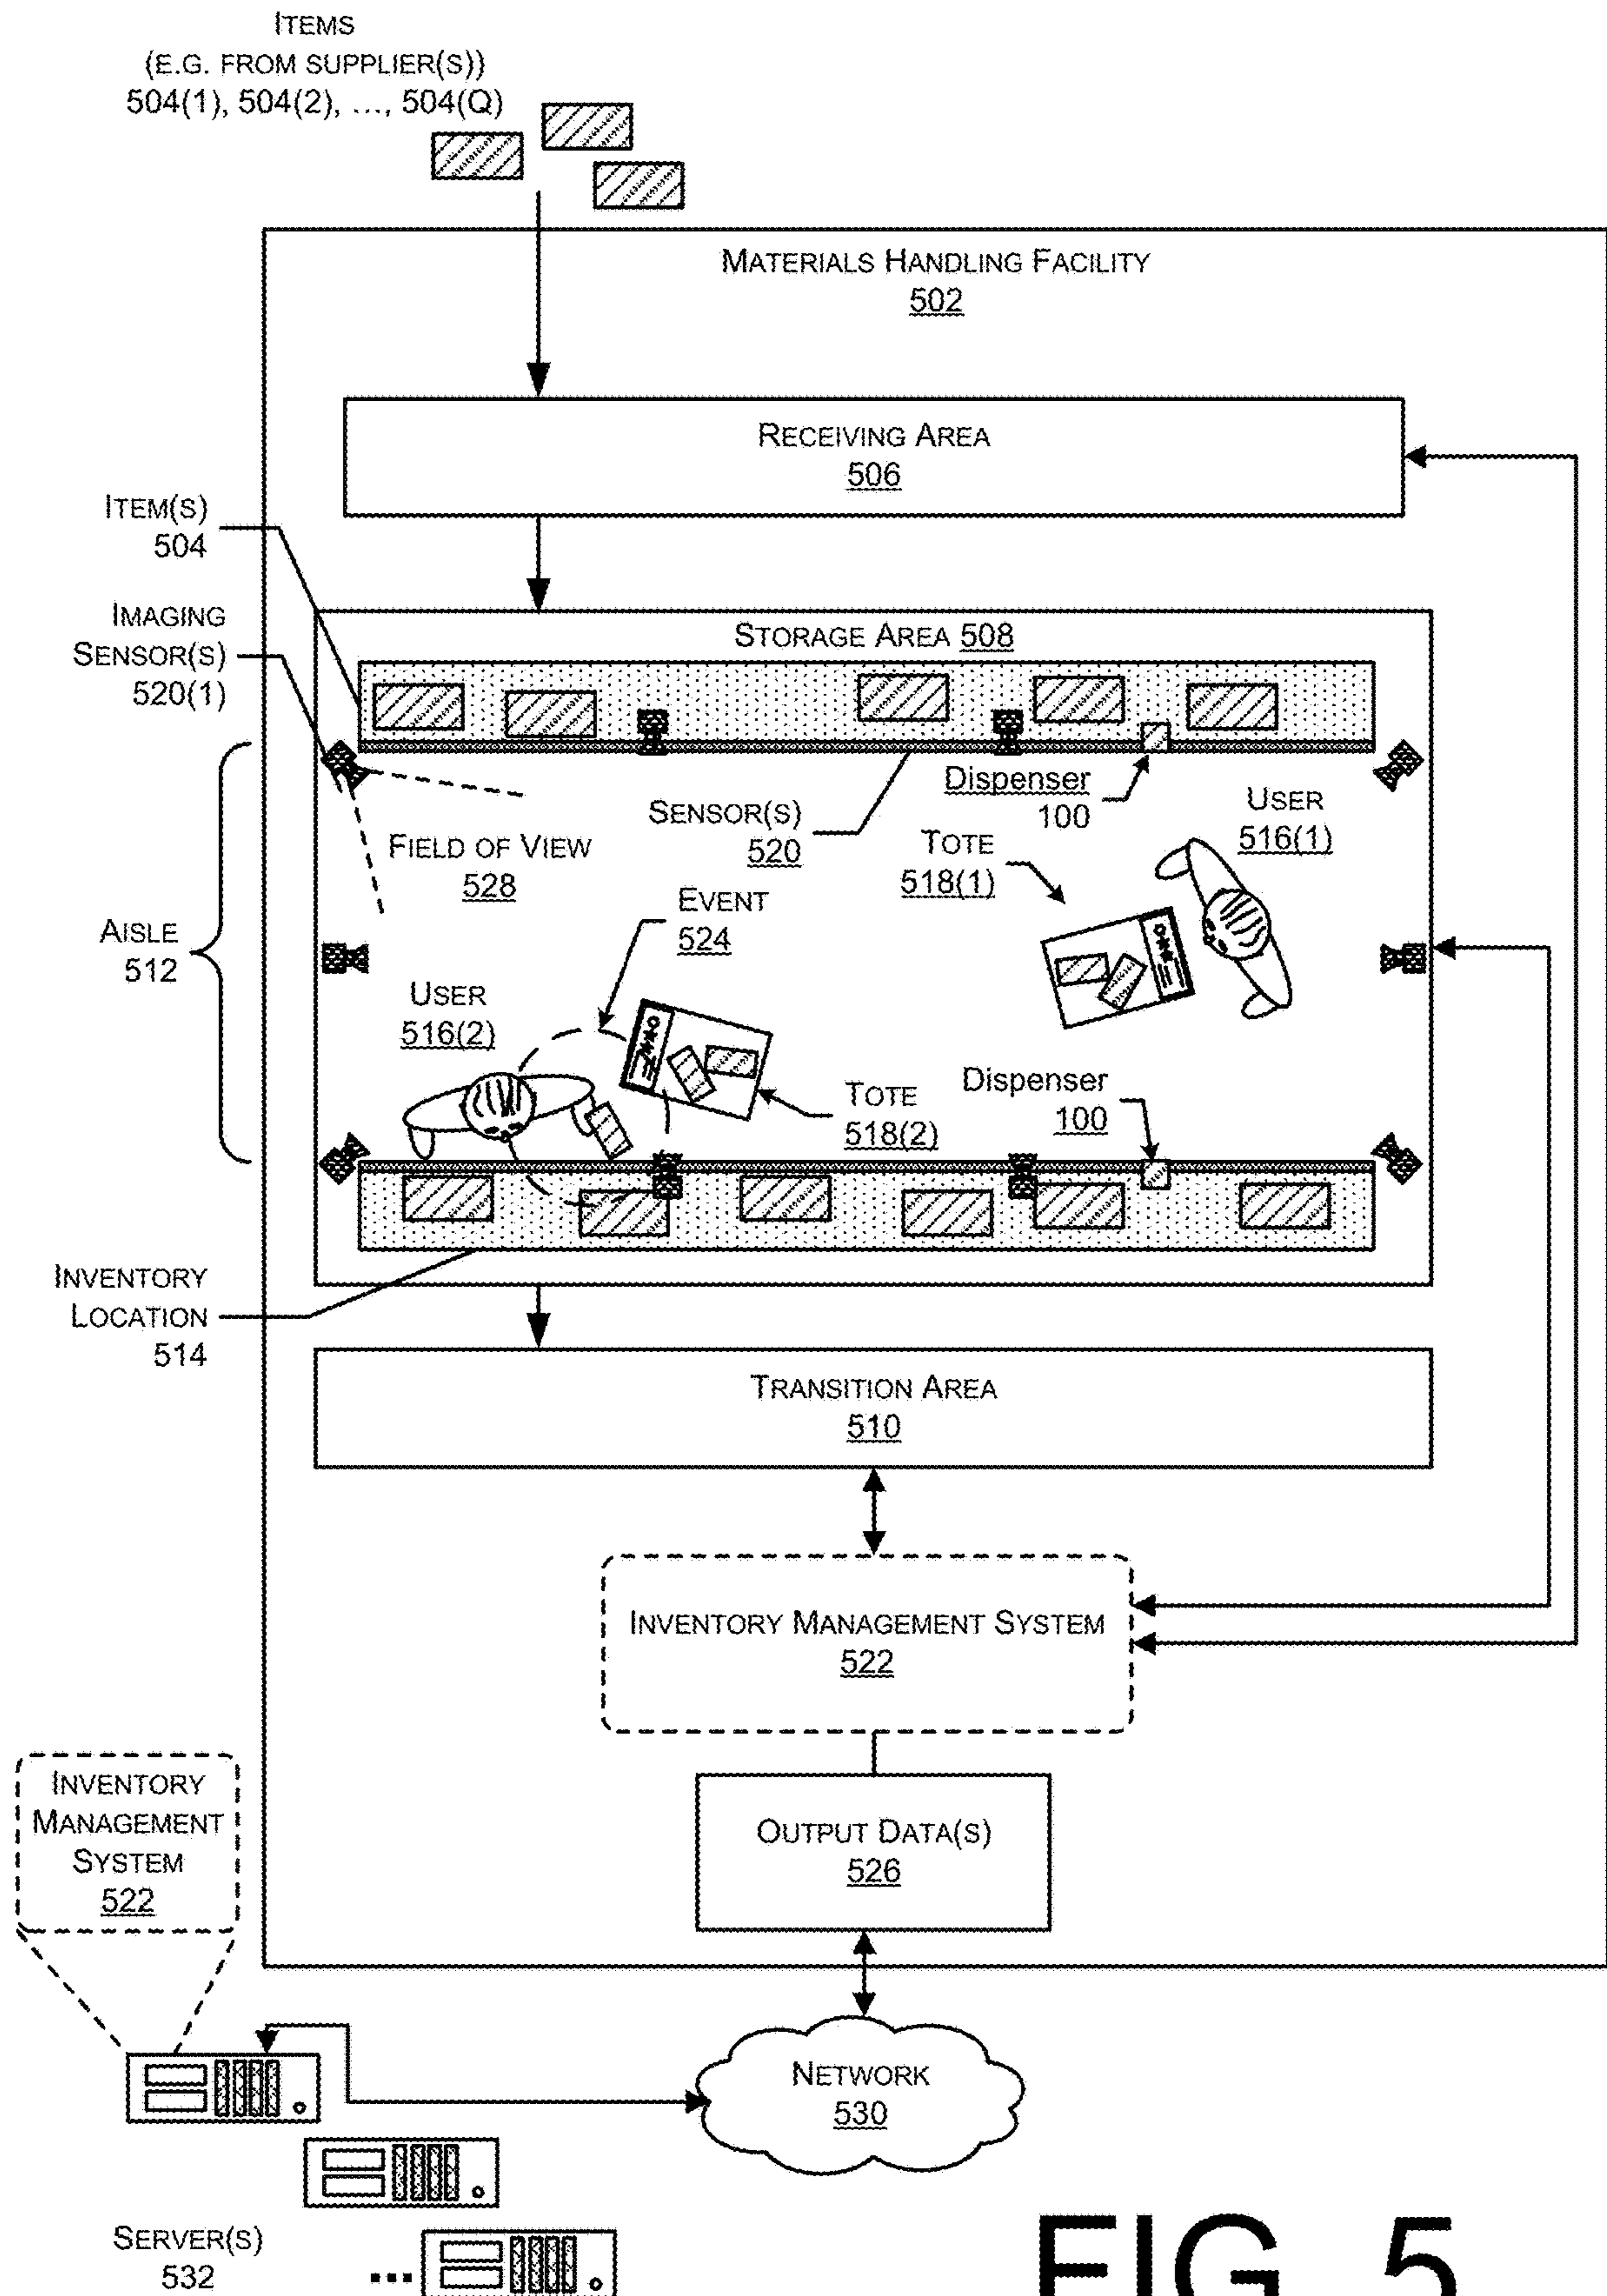 ITEMS
(E.G. FROM SUPPLIER(S))
504(1), 504(2), ..., 504(Q)
MATERIALS HANDLING FACILITY
502
RECEIVING AREA
506
ITEM(S)
504
IMAGING
SENSOR(S)
520(1)
STORAGE AREA 508
Dispenser
100
SENSOR(S)
520
USER
516(1)
TOTE
518(1)
FIELD OF VIEW
528
EVENT
524
AISLE
512
USER
516(2)
TOTE
518(2)
Dispenser
100
INVENTORY
LOCATION
514
TRANSITION AREA
510
INVENTORY MANAGEMENT SYSTEM
522
INVENTORY
MANAGEMENT
SYSTEM
522
OUTPUT DATA(S)
526
NETWORK
530
SERVER(S)
532
...
FIG. 5